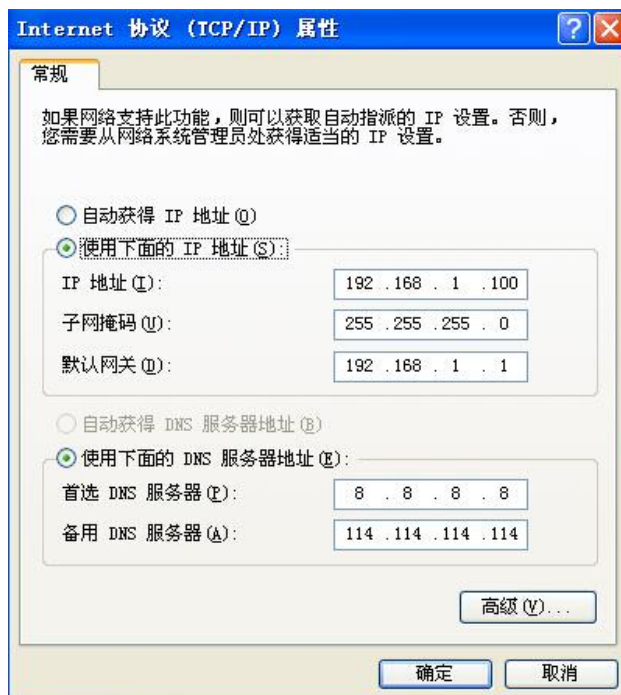 Internet 协议 (TCP/IP) 属性
常规
如果网络支持此功能，则可以获取自动指派的 IP 设置。否则，
您需要从网络系统管理员处获得适当的 IP 设置。
自动获得 IP 地址(O)
使用下面的 IP 地址(S):
IP 地址(I): 192 .168 . 1 .100
子网掩码(U): 255 .255 .255 . 0
默认网关(D): 192 .168 . 1 . 1
自动获得 DNS 服务器地址(B)
使用下面的 DNS 服务器地址(E):
首选 DNS 服务器(P): 8 . 8 . 8 . 8
备用 DNS 服务器(A): 114 .114 .114 .114
高级(V)...
确定 取消